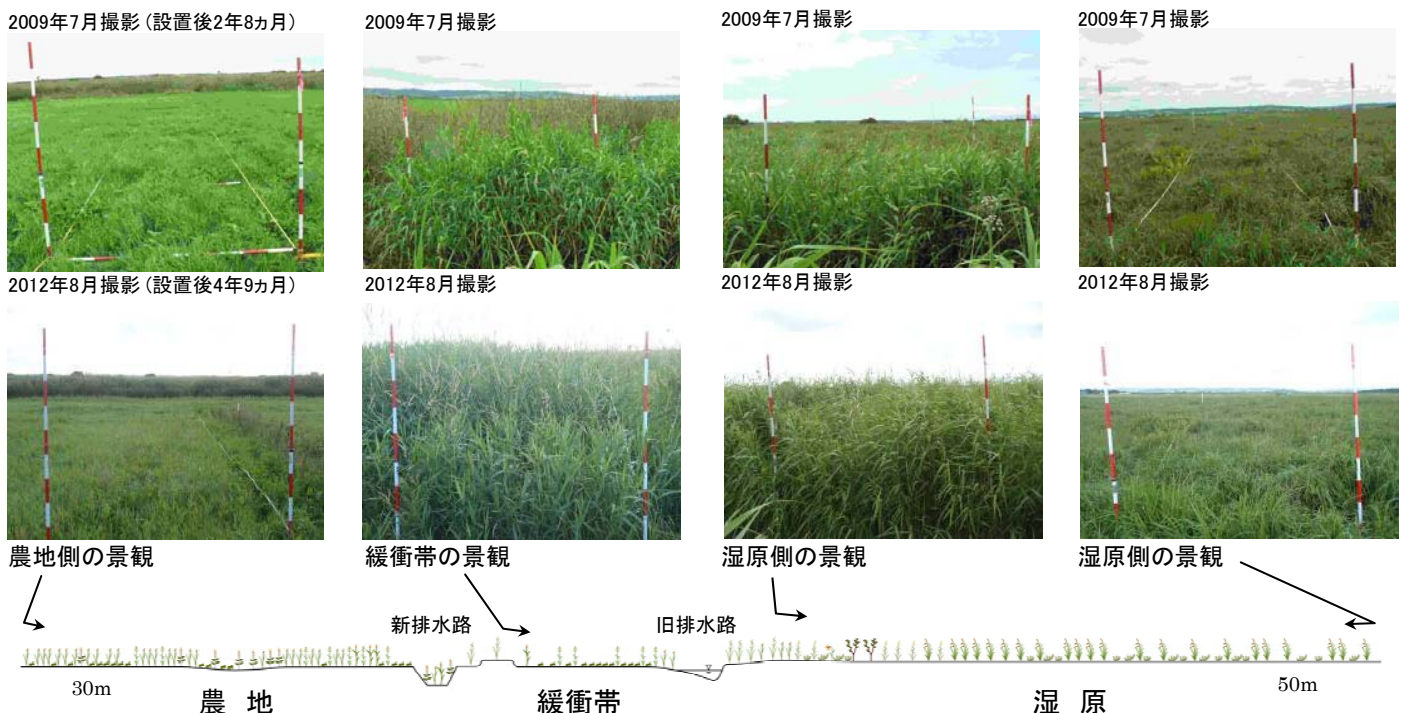 2009年7月撮影(設置後2年8ヵ月)
2009年7月撮影
2009年7月撮影
2009年7月撮影
2012年8月撮影(設置後4年9ヵ月)
2012年8月撮影
2012年8月撮影
2012年8月撮影
農地側の景観
緩衝帯の景観
湿原側の景観
湿原側の景観
新排水路
旧排水路
30m
農 地
緩衝帯
湿 原
50m